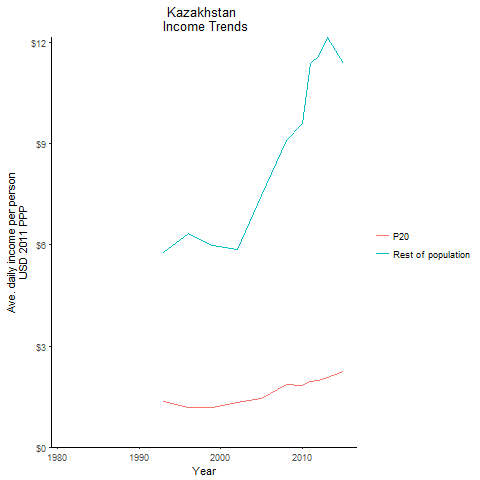 Kazakhstan
Income Trends
$12
$9
$6
$3
$0
Ave. daily income per person
USD 2011 PPP
1980
1990
2000
2010
Year
P20
Rest of population